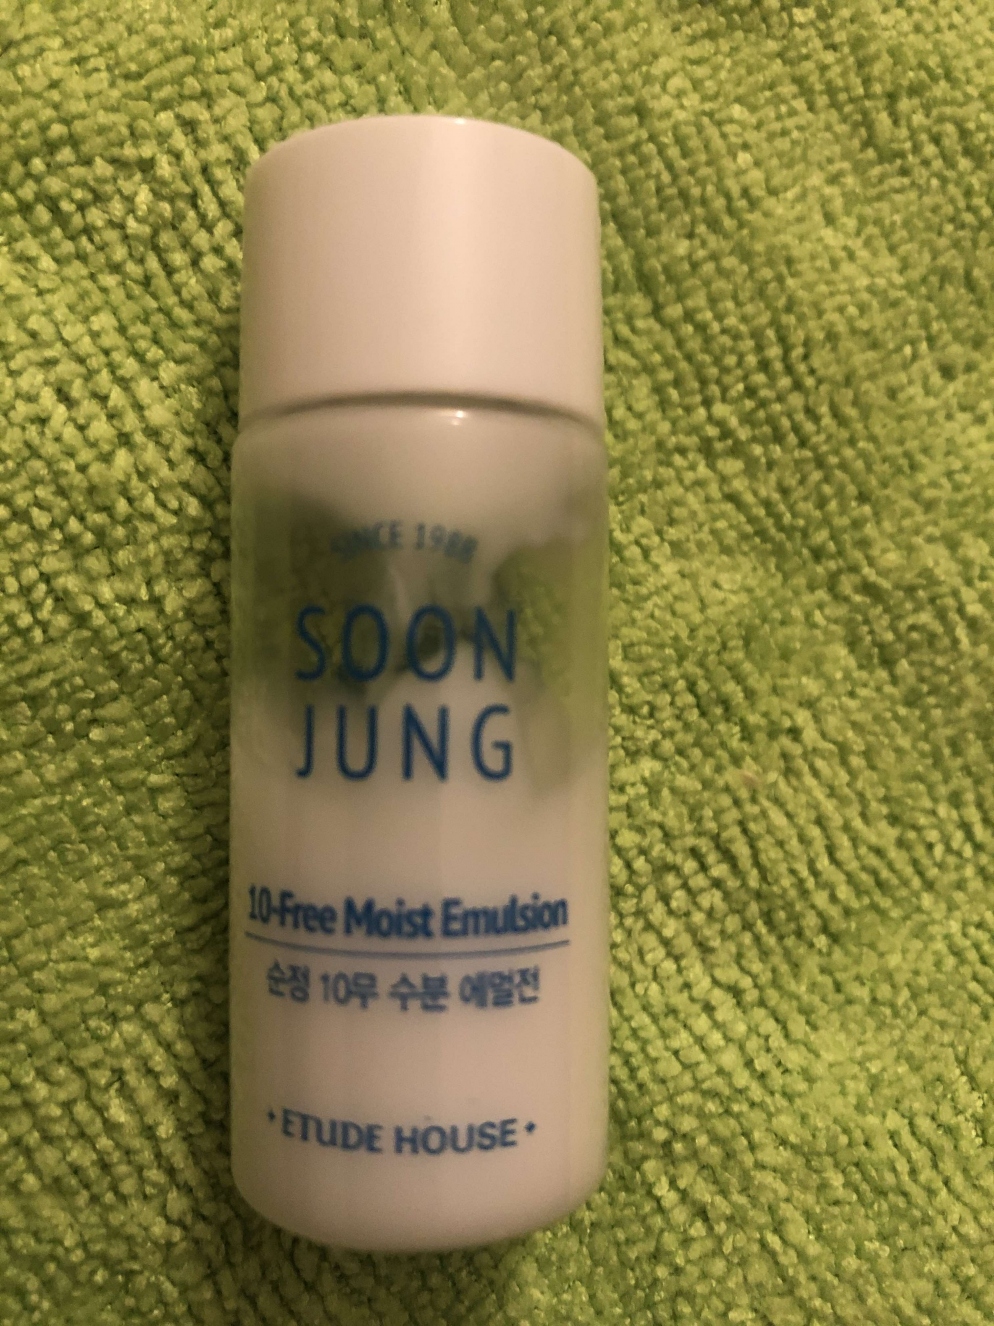 SINCE 1988
SOON
JUNG
10-Free Moist Emulsion
순정 10무 수분 에멀전
ETUDE HOUSE